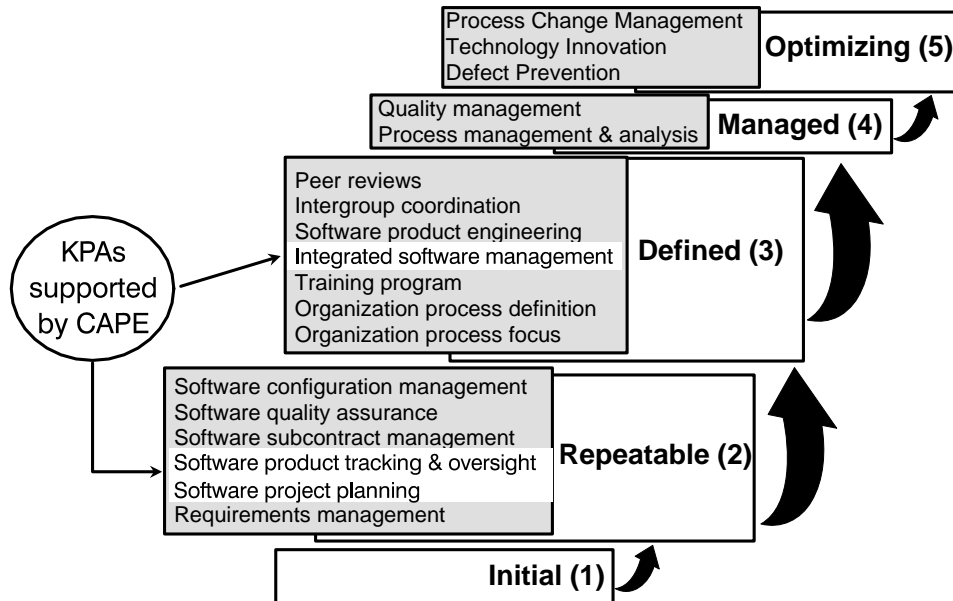 Process Change Management
Technology Innovation
Defect Prevention
Optimizing (5)
Quality management
Process management & analysis
Managed (4)
Peer reviews
Intergroup coordination
Software product engineering
Integrated software management
Training program
Organization process definition
Organization process focus
Defined (3)
KPAs
supported
by CAPE
Software configuration management
Software quality assurance
Software subcontract management
Software product tracking & oversight
Software project planning
Requirements management
Repeatable (2)
Initial (1)